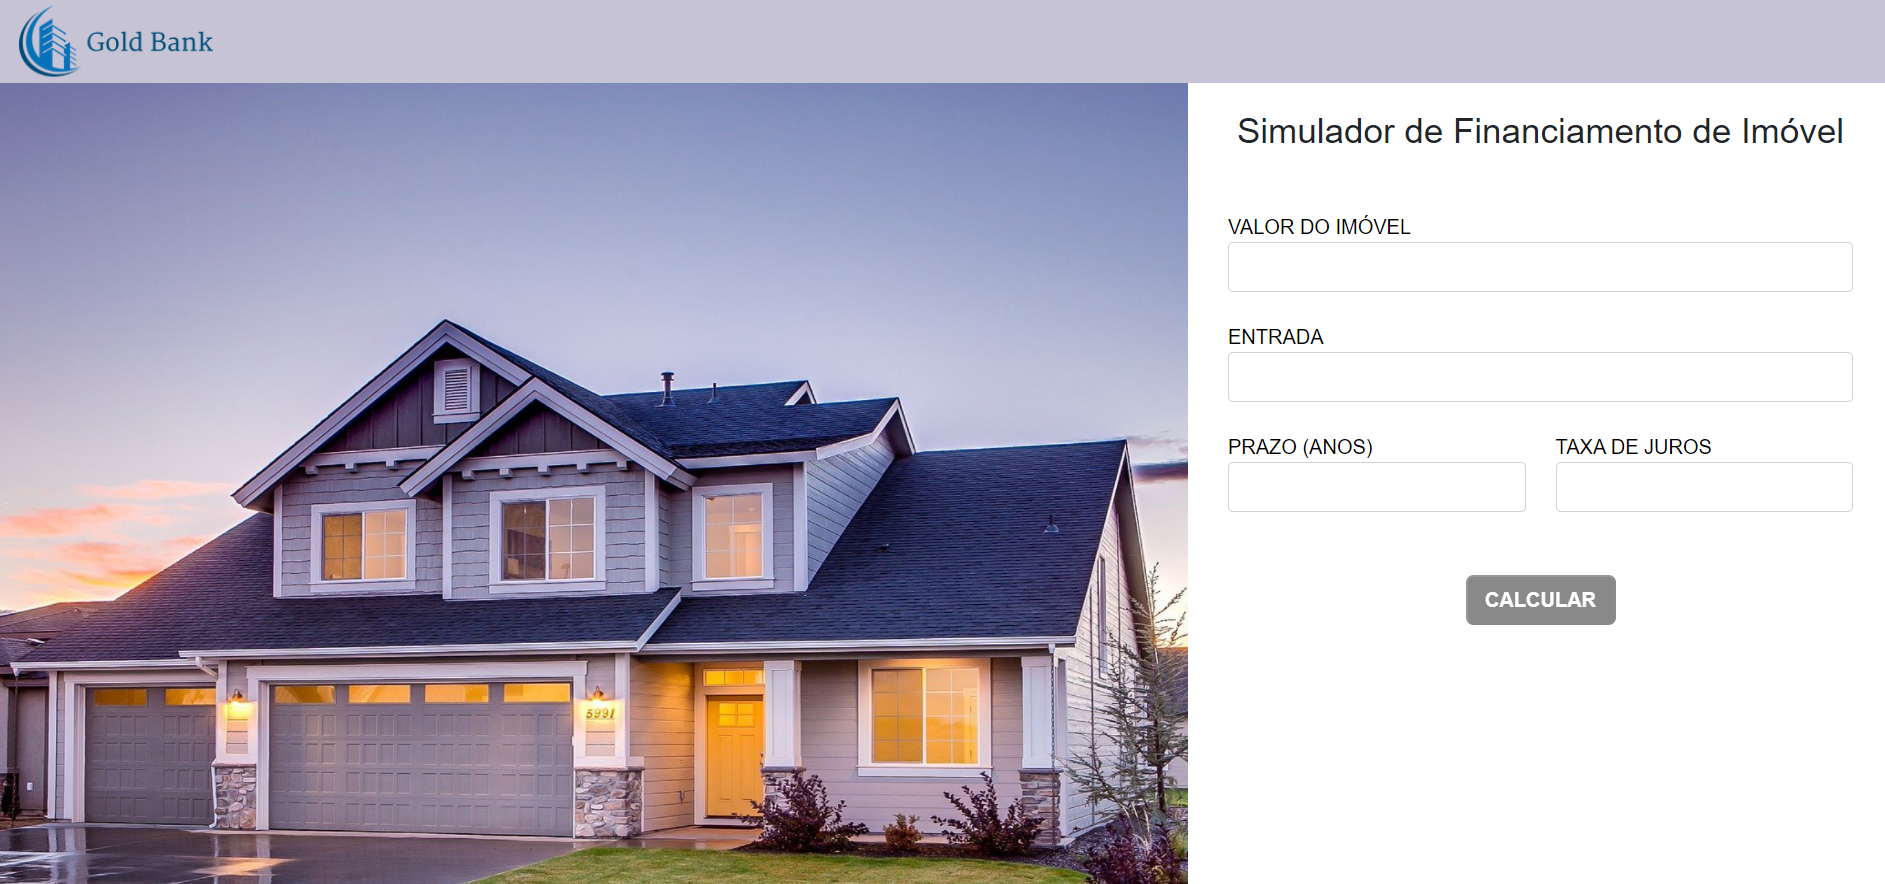 Gold Bank
Simulador de Financiamento de Imóvel
VALOR DO IMÓVEL
ENTRADA
PRAZO (ANOS)
TAXA DE JUROS
CALCULAR
5991